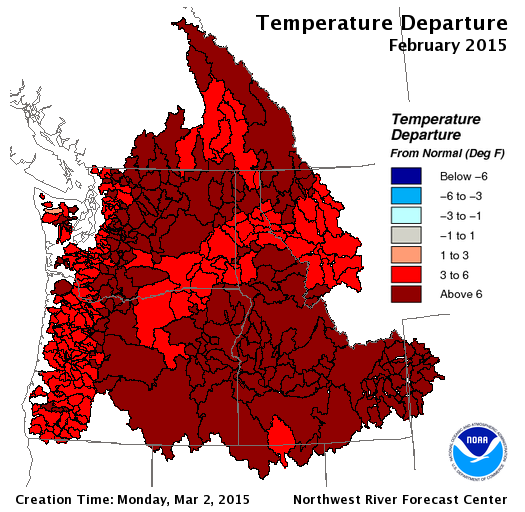 Temperature Departure
February 2015
Temperature
Departure
From Normal (Deg F)
Below -6
-6 to -3
-3 to -1
-1 to 1
1 to 3
3 to 6
Above 6
NOAA
Creation Time: Monday, Mar 2, 2015
Northwest River Forecast Center